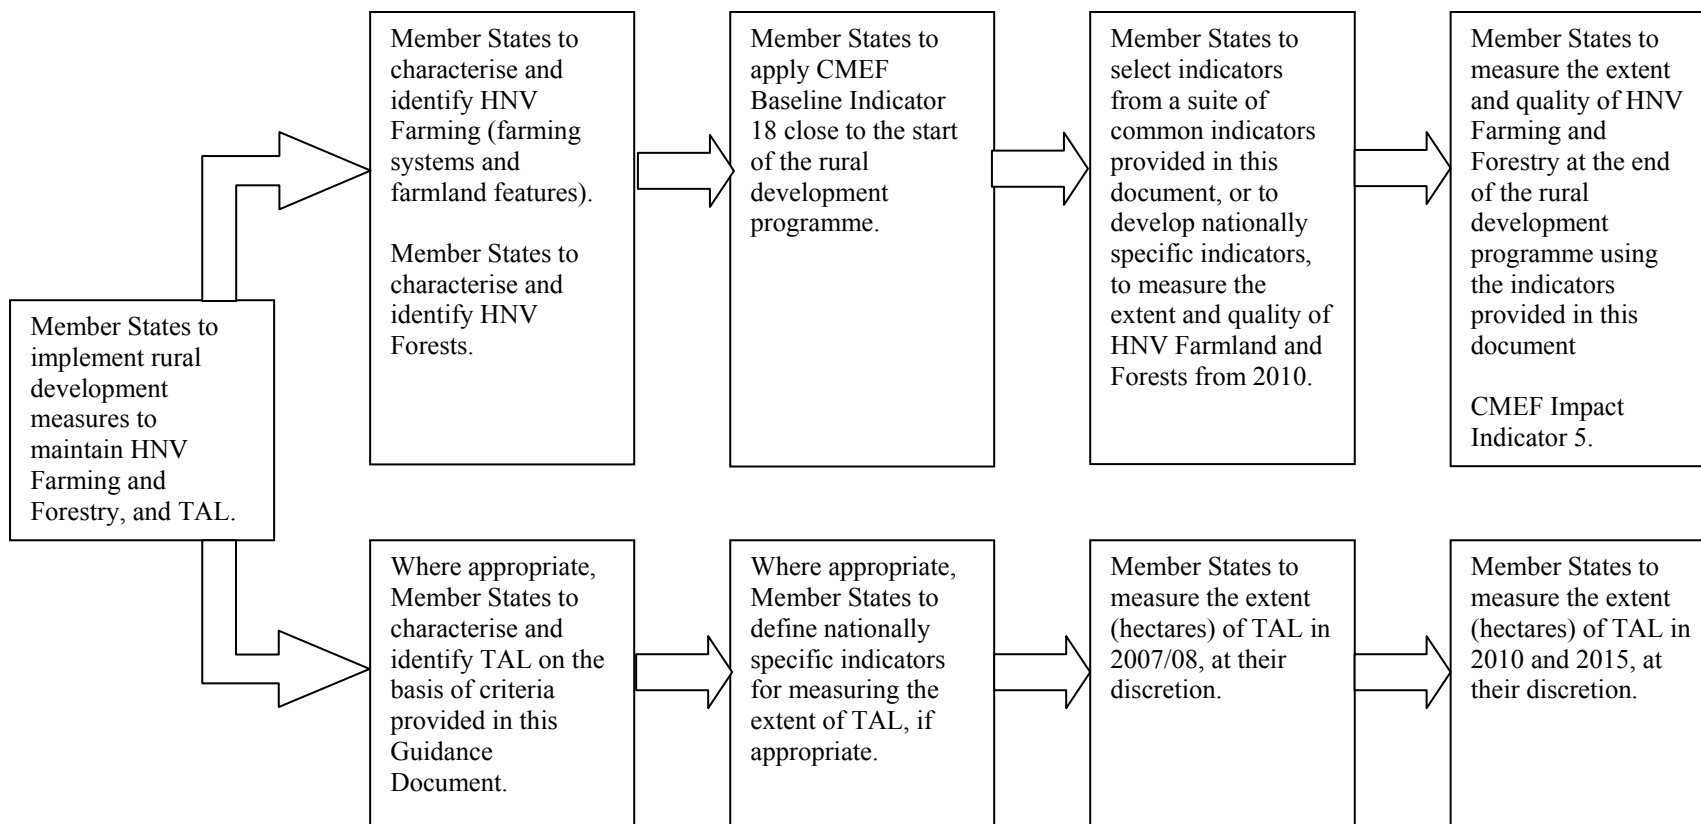 Member States to
implement rural
development
measures to
maintain HNV
Farming and
Forestry, and TAL.
Member States to
characterise and
identify HNV
Farming (farming
systems and
farmland features).
Member States to
characterise and
identify HNV
Forests.
Member States to
apply CMEF
Baseline Indicator
18 close to the start
of the rural
development
programme.
Member States to
select indicators
from a suite of
common indicators
provided in this
document, or to
develop nationally
specific indicators,
to measure the
extent and quality of
HNV Farmland and
Forests from 2010.
Member States to
measure the extent
and quality of HNV
Farming and
Forestry at the end
of the rural
development
programme using
the indicators
provided in this
document
CMEF Impact
Indicator 5.
Where appropriate,
Member States to
characterise and
identify TAL on the
basis of criteria
provided in this
Guidance
Document.
Where appropriate,
Member States to
define nationally
specific indicators
for measuring the
extent of TAL, if
appropriate.
Member States to
measure the extent
(hectares) of TAL in
2007/08, at their
discretion.
Member States to
measure the extent
(hectares) of TAL in
2010 and 2015, at
their discretion.